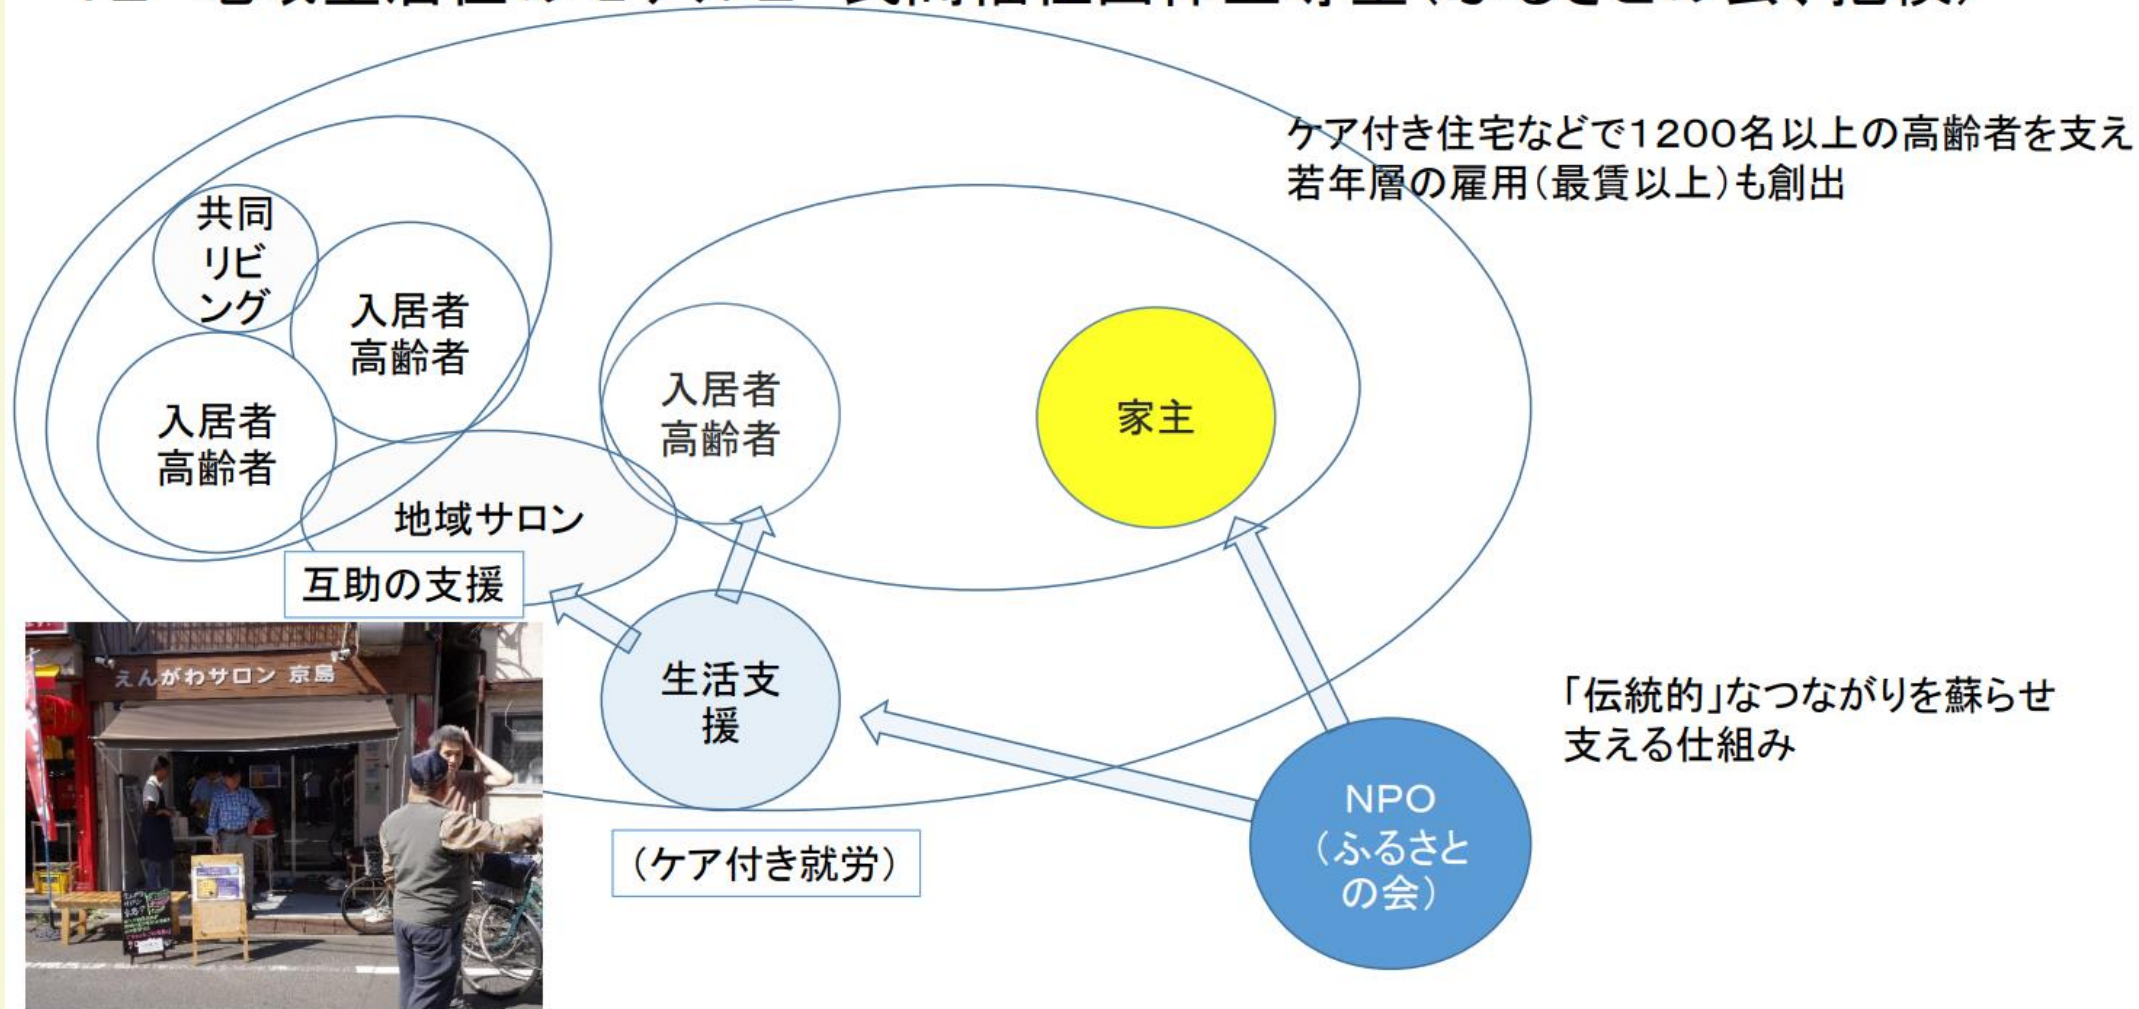 ケア付き住宅などで1200名以上の高齢者を支え
若年層の雇用(最賃以上)も創出
共同
リビ
ング
入居者
高齢者
入居者
高齢者
入居者
高齢者
家主
地域サロン
互助の支援
えんがわサロン 京島
生活支
援
(ケア付き就労)
「伝統的」なつながりを蘇らせ
支える仕組み
NPO
(ふるさと
の会)